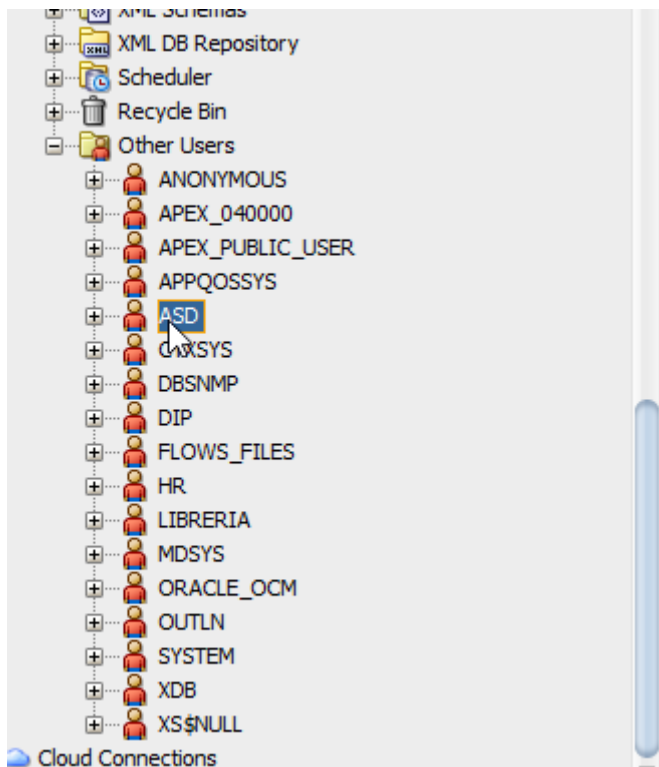 XML Schemas
XML DB Repository
Scheduler
Recycle Bin
Other Users
ANONYMOUS
APEX_040000
APEX_PUBLIC_USER
APPQOSSYS
ASD
CTXSYS
DBSNMP
DIP
FLOWS_FILES
HR
LIBRERIA
MDSYS
ORACLE_OCM
OUTLN
SYSTEM
XDB
XS$NULL
Cloud Connections